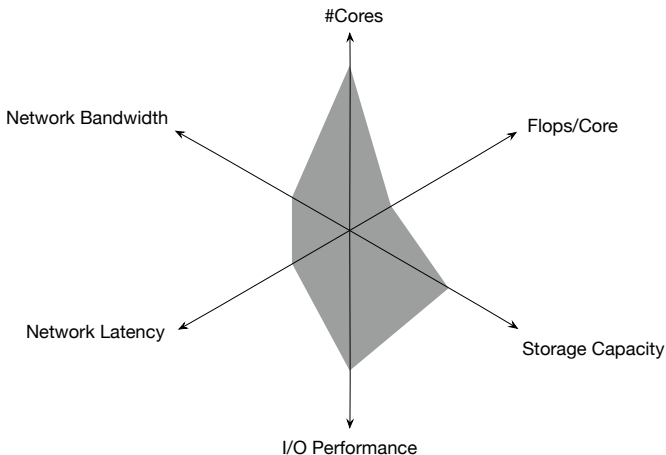 #Cores
Network Bandwidth
Flops/Core
Network Latency
Storage Capacity
I/O Performance